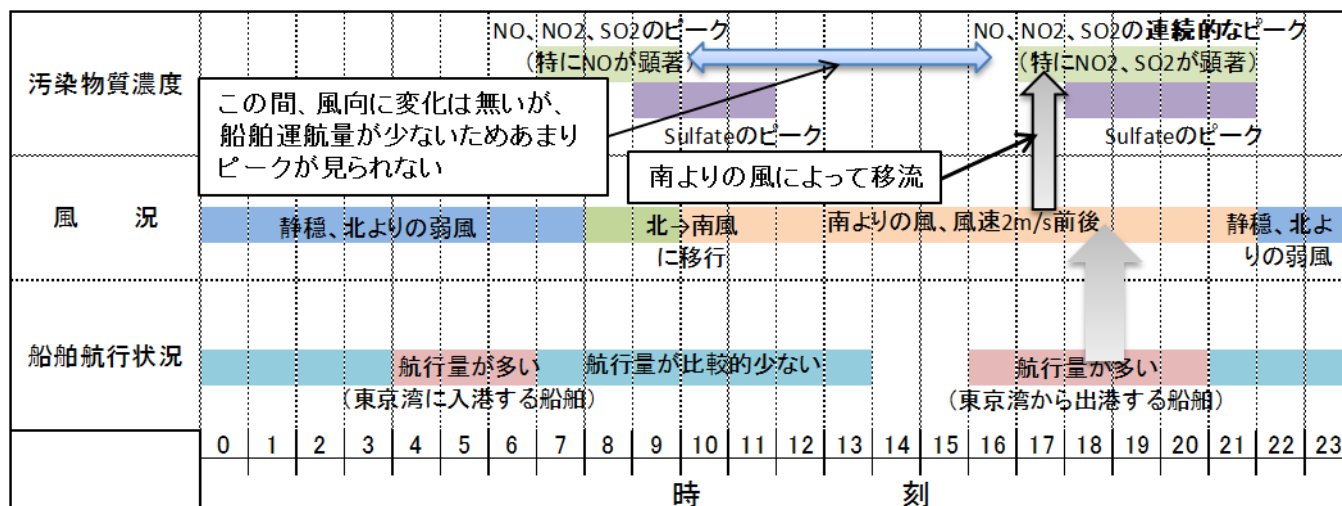 汚染物質濃度
NO、NO2、SO2のピーク
（特にNOが顕著）
NO、NO2、SO2の連続的なピーク
（特にNO2、SO2が顕著）
この間、風向に変化は無いが、
船舶運航量が少ないためあまり
ピークが見られない
Sulfateのピーク
Sulfateのピーク
南よりの風によって移流
風　況
静穏、北よりの弱風
北→南風
に移行
南よりの風、風速2m/s前後
静穏、北よ
りの弱風
船舶航行状況
航行量が多い
（東京湾に入港する船舶）
航行量が比較的少ない
航行量が多い
（東京湾から出港する船舶）
0 1 2 3 4 5 6 7 8 9 10 11 12 13 14 15 16 17 18 19 20 21 22 23
時　刻